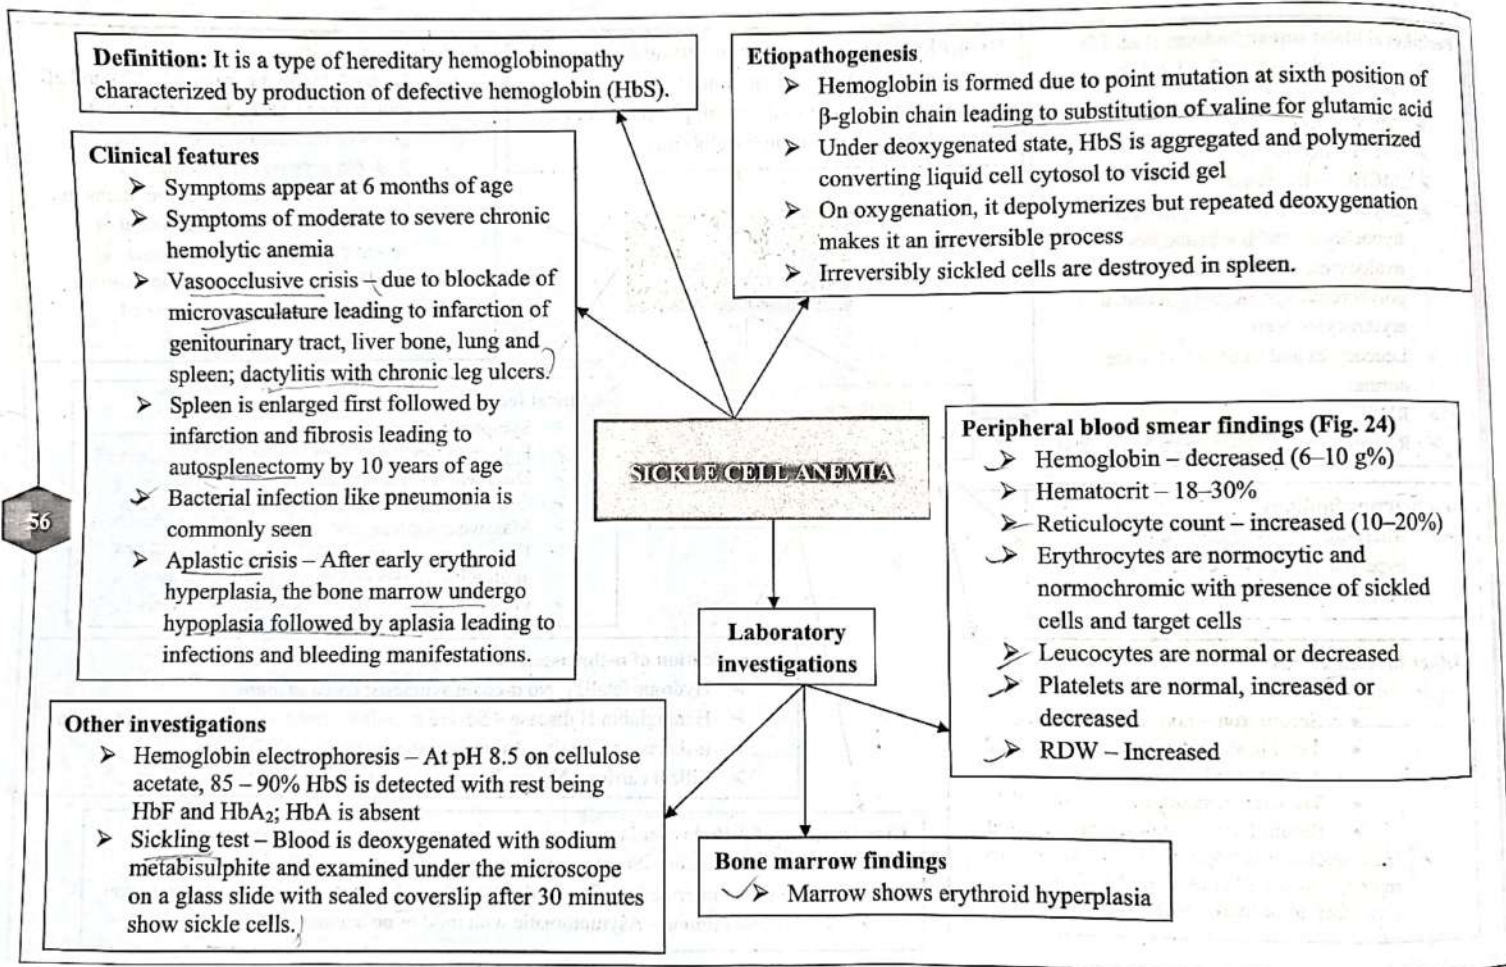 Definition: It is a type of hereditary hemoglobinopathy
characterized by production of defective hemoglobin (HbS).
Etiopathogenesis
➢ Hemoglobin is formed due to point mutation at sixth position of
β-globin chain leading to substitution of valine for glutamic acid
➢ Under deoxygenated state, HbS is aggregated and polymerized
converting liquid cell cytosol to viscid gel
➢ On oxygenation, it depolymerizes but repeated deoxygenation
makes it an irreversible process
➢ Irreversibly sickled cells are destroyed in spleen.
Clinical features
➢ Symptoms appear at 6 months of age
➢ Symptoms of moderate to severe chronic
hemolytic anemia
➢ Vasoocclusive crisis – due to blockade of
microvasculature leading to infarction of
genitourinary tract, liver bone, lung and
spleen; dactylitis with chronic leg ulcers.
➢ Spleen is enlarged first followed by
infarction and fibrosis leading to
autosplenectomy by 10 years of age
➢ Bacterial infection like pneumonia is
commonly seen
➢ Aplastic crisis – After early erythroid
hyperplasia, the bone marrow undergo
hypoplasia followed by aplasia leading to
infections and bleeding manifestations.
56
SICKLE CELL ANEMIA
Peripheral blood smear findings (Fig. 24)
➢ Hemoglobin – decreased (6–10 g%)
➢ Hematocrit – 18–30%
➢ Reticulocyte count – increased (10–20%)
➢ Erythrocytes are normocytic and
normochromic with presence of sickled
cells and target cells
➢ Leucocytes are normal or decreased
➢ Platelets are normal, increased or
decreased
➢ RDW – Increased
Laboratory
investigations
Other investigations
➢ Hemoglobin electrophoresis – At pH 8.5 on cellulose
acetate, 85 – 90% HbS is detected with rest being
HbF and HbA₂; HbA is absent
➢ Sickling test – Blood is deoxygenated with sodium
metabisulphite and examined under the microscope
on a glass slide with sealed coverslip after 30 minutes
show sickle cells.
Bone marrow findings
➢ Marrow shows erythroid hyperplasia